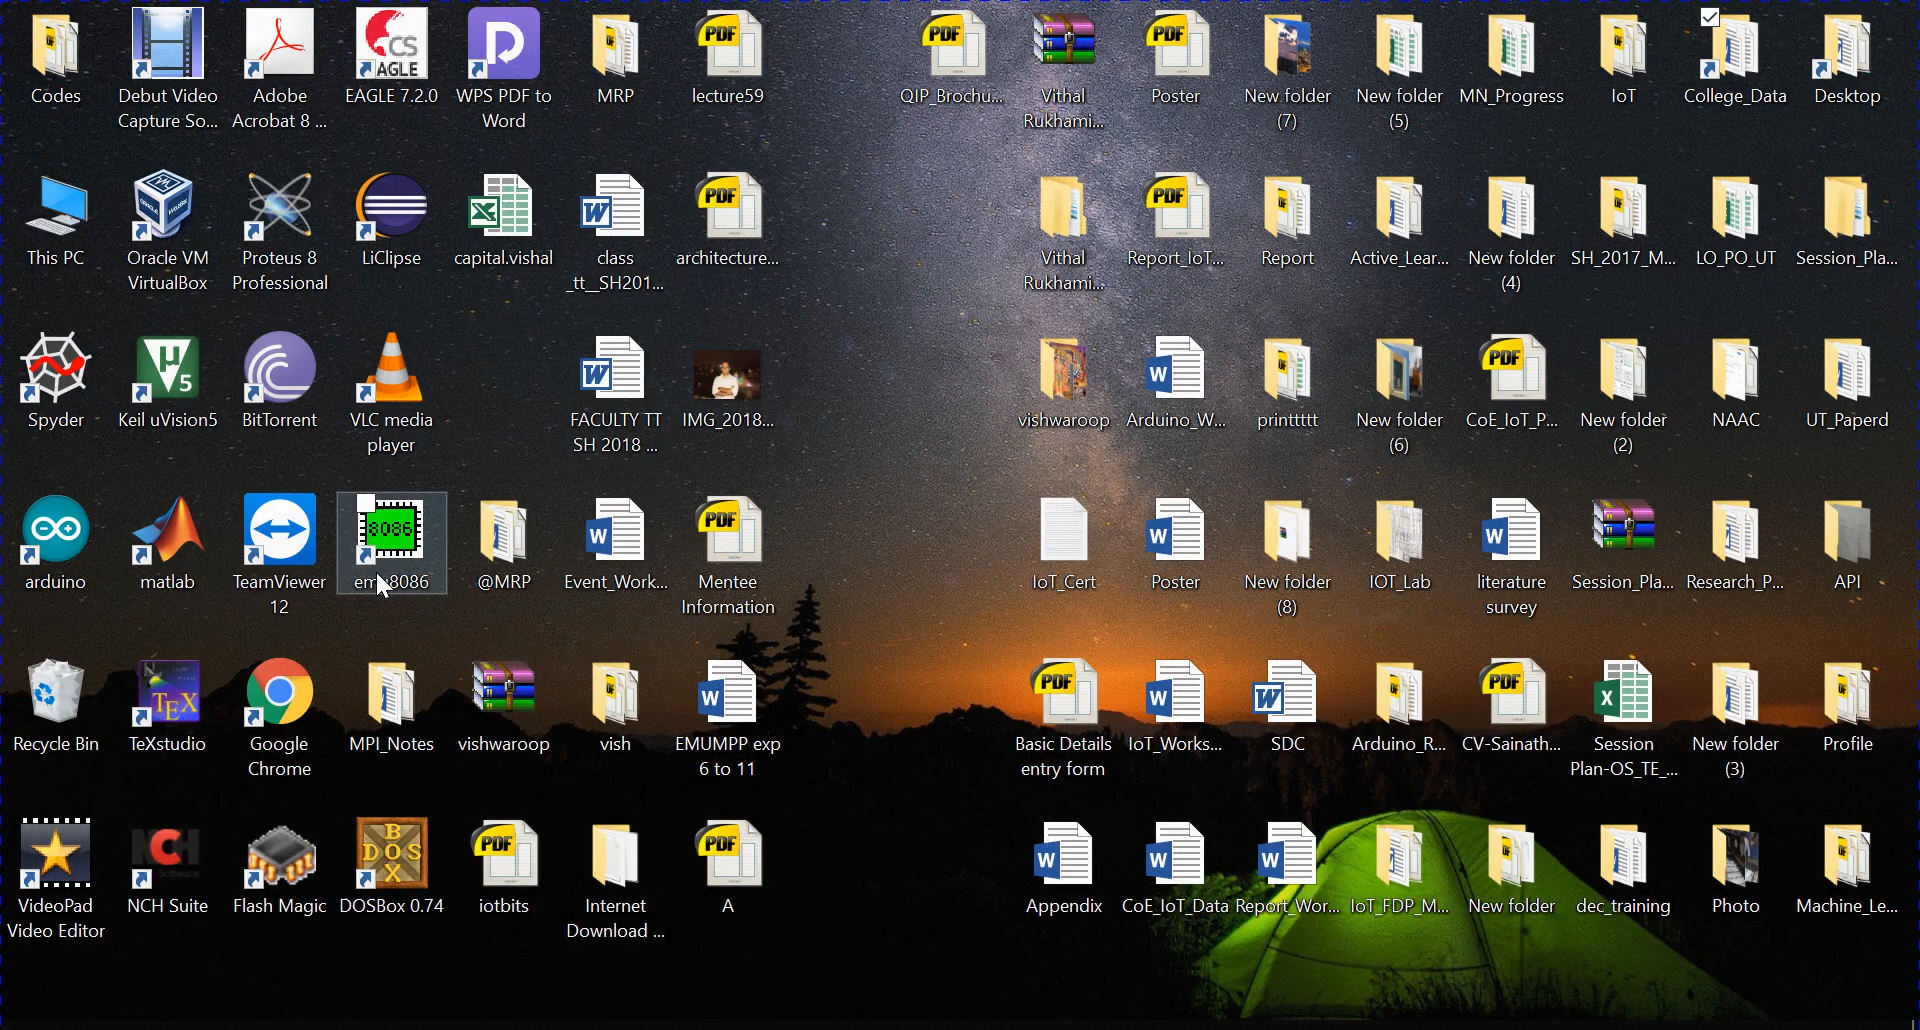 Codes
Debut Video
Capture So...
Adobe
Acrobat 8 ...
EAGLE 7.2.0
WPS PDF to
Word
MRP
lecture59
QIP_Brochu...
Vithal
Rukhami...
Poster
New folder
(7)
New folder
(5)
MN_Progress
IoT
College_Data
Desktop
This PC
Oracle VM
VirtualBox
Proteus 8
Professional
LiClipse
capital.vishal
class
_tt__SH201...
architecture...
Vithal
Rukhami...
Report_IoT...
Report
Active_Lear...
New folder
(4)
SH_2017_M...
LO_PO_UT
Session_Pla...
Spyder
Keil uVision5
BitTorrent
VLC media
player
FACULTY TT
SH 2018 ...
IMG_2018...
vishwaroop
Arduino_W...
printtttt
New folder
(6)
CoE_IoT_P...
New folder
(2)
NAAC
UT_Paperd
arduino
matlab
TeamViewer
12
8086
@MRP
Event_Work...
Mentee
Information
IoT_Cert
Poster
New folder
(8)
IOT_Lab
literature
survey
Session_Pla...
Research_P...
API
Recycle Bin
TeXstudio
Google
Chrome
MPI_Notes
vishwaroop
vish
EMUMPP exp
6 to 11
Basic Details
entry form
IoT_Works...
SDC
Arduino_R...
CV-Sainath...
Session
Plan-OS_TE_...
New folder
(3)
Profile
VideoPad
Video Editor
NCH Suite
Flash Magic
DOSBox 0.74
iotbits
Internet
Download ...
A
Appendix
CoE_IoT_Data
Report_Wor...
IoT_FDP_M...
New folder
dec_training
Photo
Machine_Le...